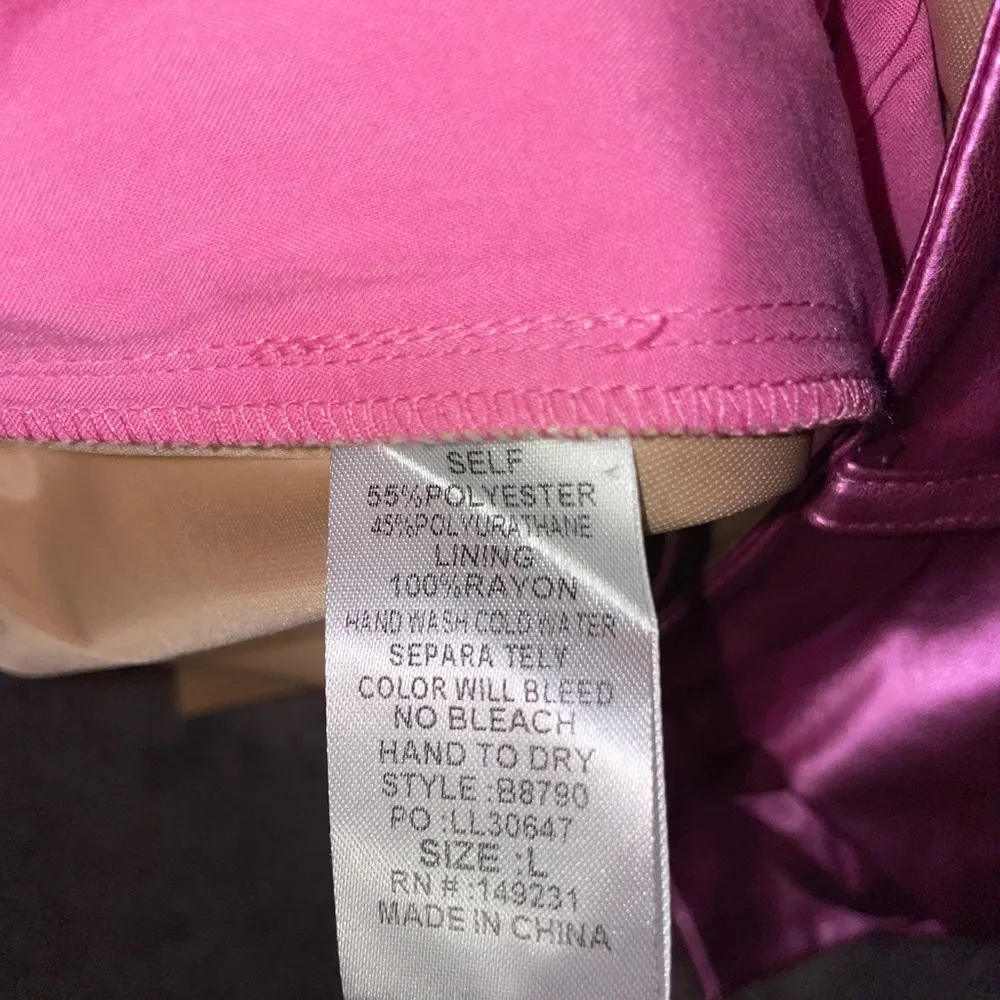 SELF
55%POLYESTER
45%POLYURATHANE
LINING
100%RAYON
HAND WASH COLD WATER
SEPARA TELY
COLOR WILL BLEED
NO BLEACH
HAND TO DRY
STYLE :B8790
PO :LL30647
SIZE :L
RN # :149231
MADE IN CHINA